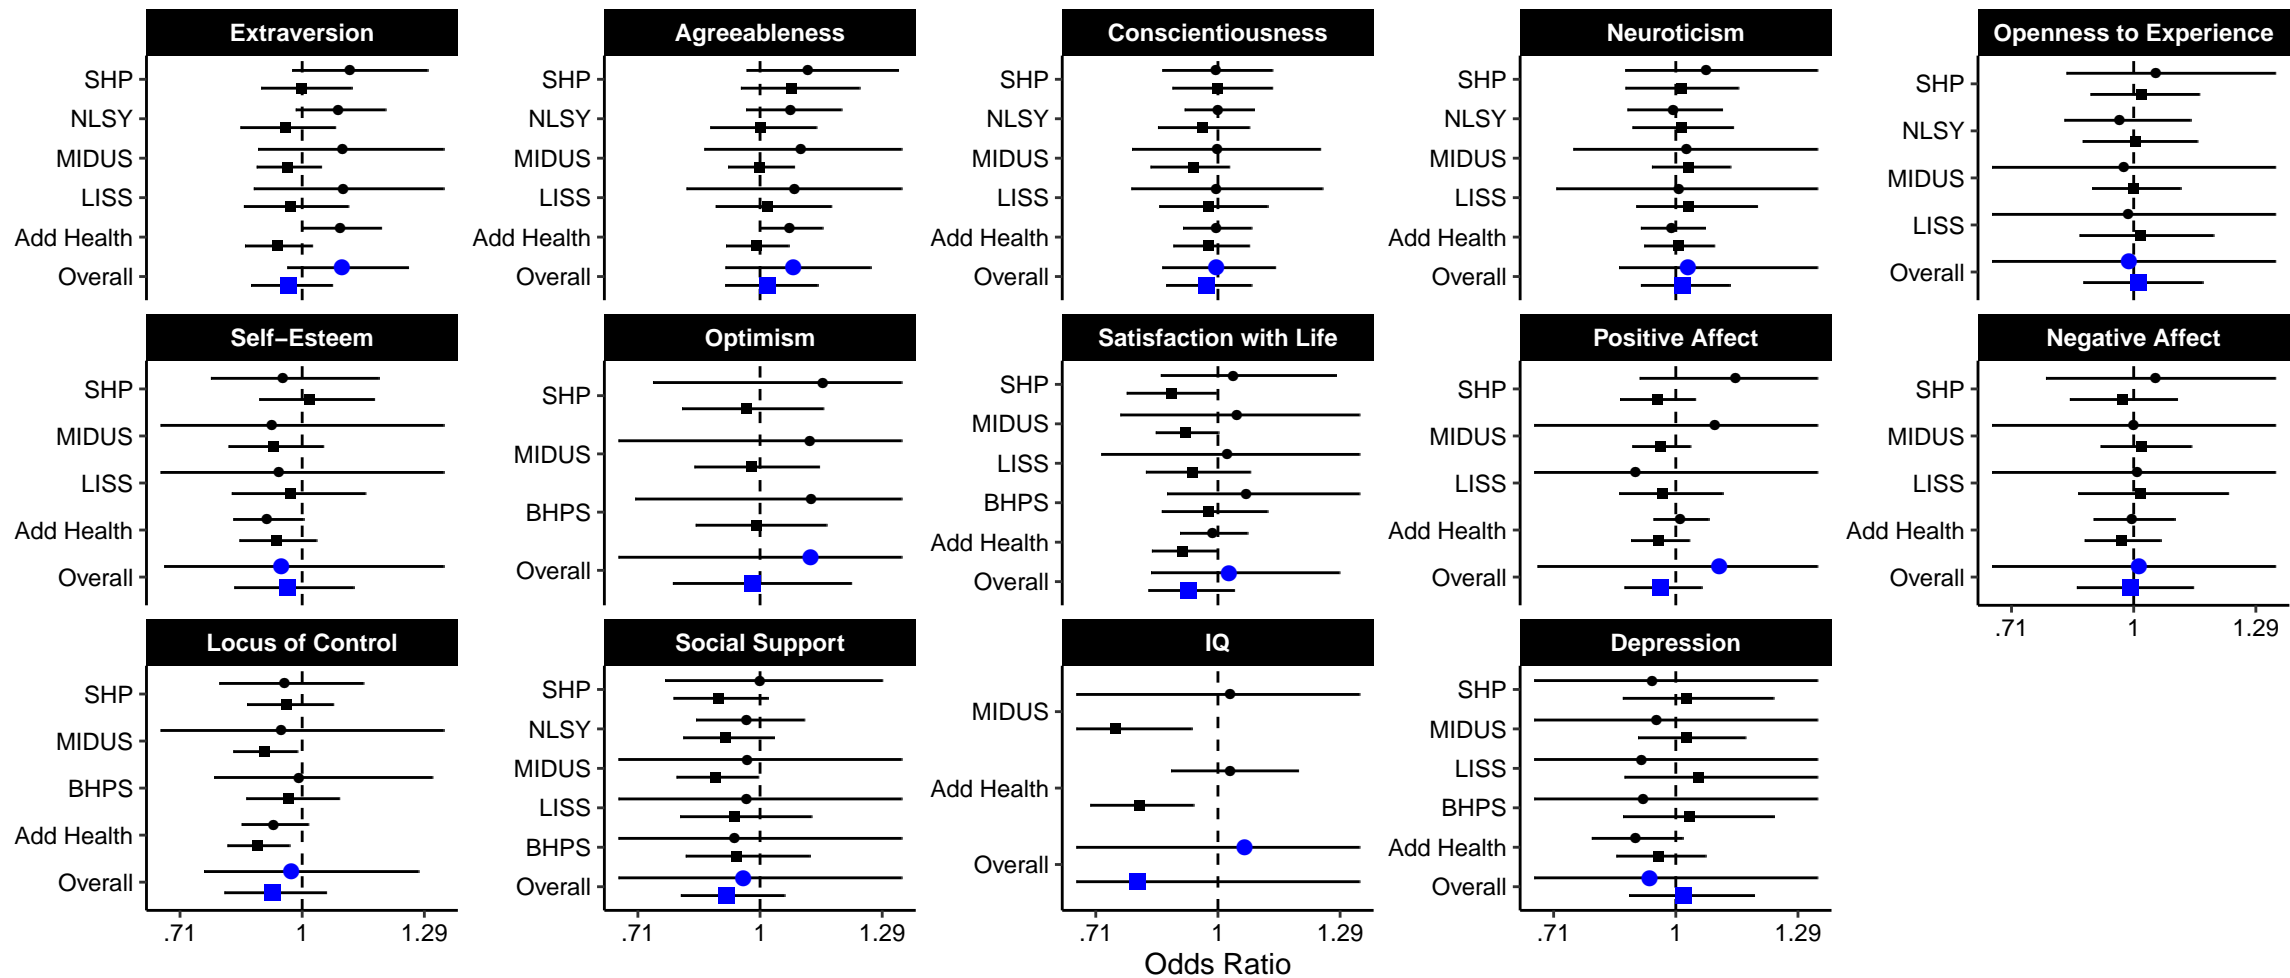 Extraversion
SHP
NLSY
MIDUS
LISS
Add Health
Overall
Agreeableness
SHP
NLSY
MIDUS
LISS
Add Health
Overall
Conscientiousness
SHP
NLSY
MIDUS
LISS
Add Health
Overall
Neuroticism
SHP
NLSY
MIDUS
LISS
Add Health
Overall
Openness to Experience
SHP
NLSY
MIDUS
LISS
Overall
Self−Esteem
SHP
MIDUS
LISS
Add Health
Overall
Optimism
SHP
MIDUS
BHPS
Overall
Satisfaction with Life
SHP
MIDUS
LISS
BHPS
Add Health
Overall
Positive Affect
SHP
MIDUS
LISS
Add Health
Overall
Negative Affect
SHP
MIDUS
LISS
Add Health
Overall
.71 1 1.29
Locus of Control
SHP
MIDUS
BHPS
Add Health
Overall
.71 1 1.29
Social Support
SHP
NLSY
MIDUS
LISS
BHPS
Overall
.71 1 1.29
IQ
MIDUS
Add Health
Overall
.71 1 1.29
Depression
SHP
MIDUS
LISS
BHPS
Add Health
Overall
.71 1 1.29
Odds Ratio